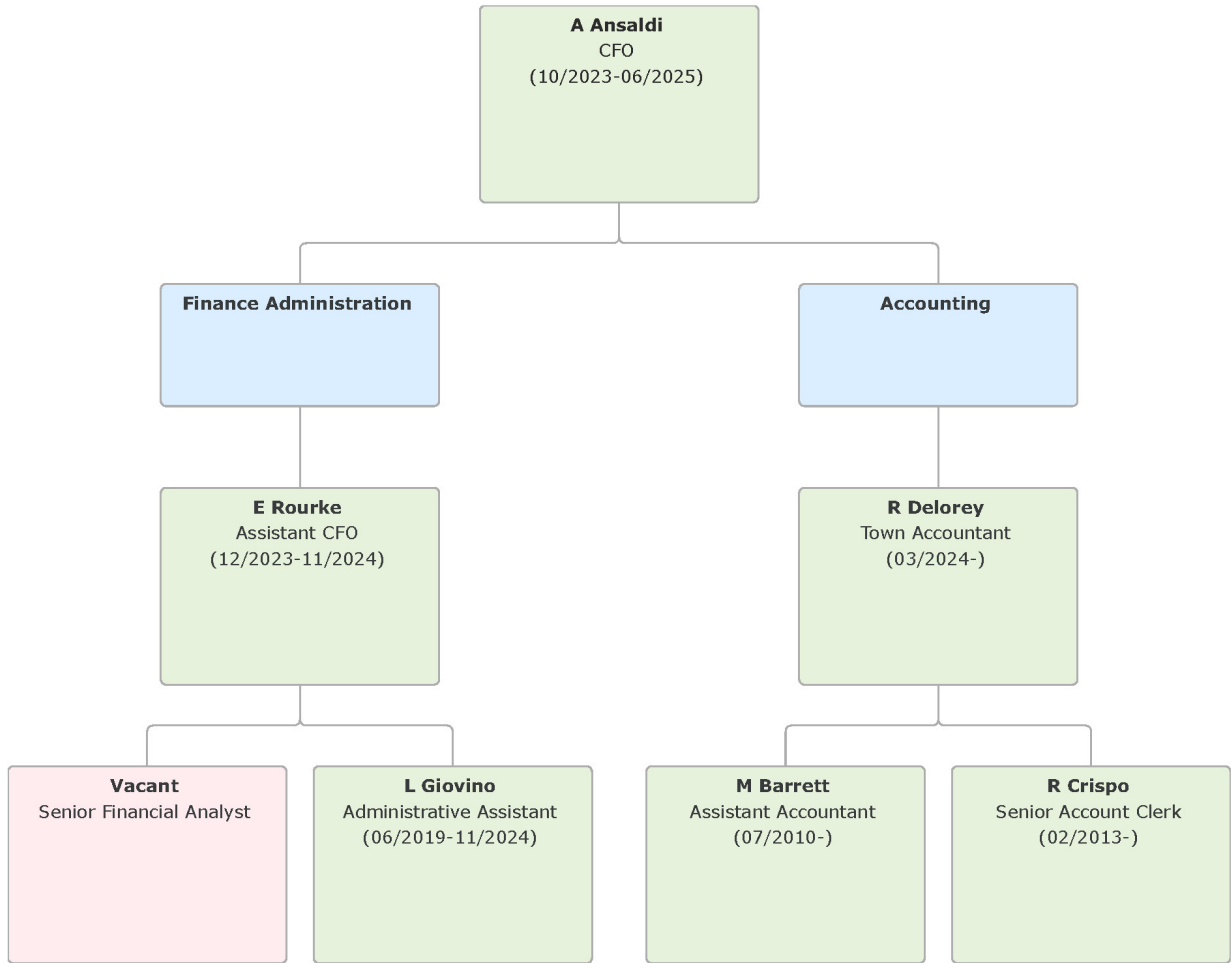 A Ansaldi
CFO
(10/2023-06/2025)
Finance Administration
Accounting
E Rourke
Assistant CFO
(12/2023-11/2024)
R Delorey
Town Accountant
(03/2024-)
Vacant
Senior Financial Analyst
L Giovino
Administrative Assistant
(06/2019-11/2024)
M Barrett
Assistant Accountant
(07/2010-)
R Crispo
Senior Account Clerk
(02/2013-)